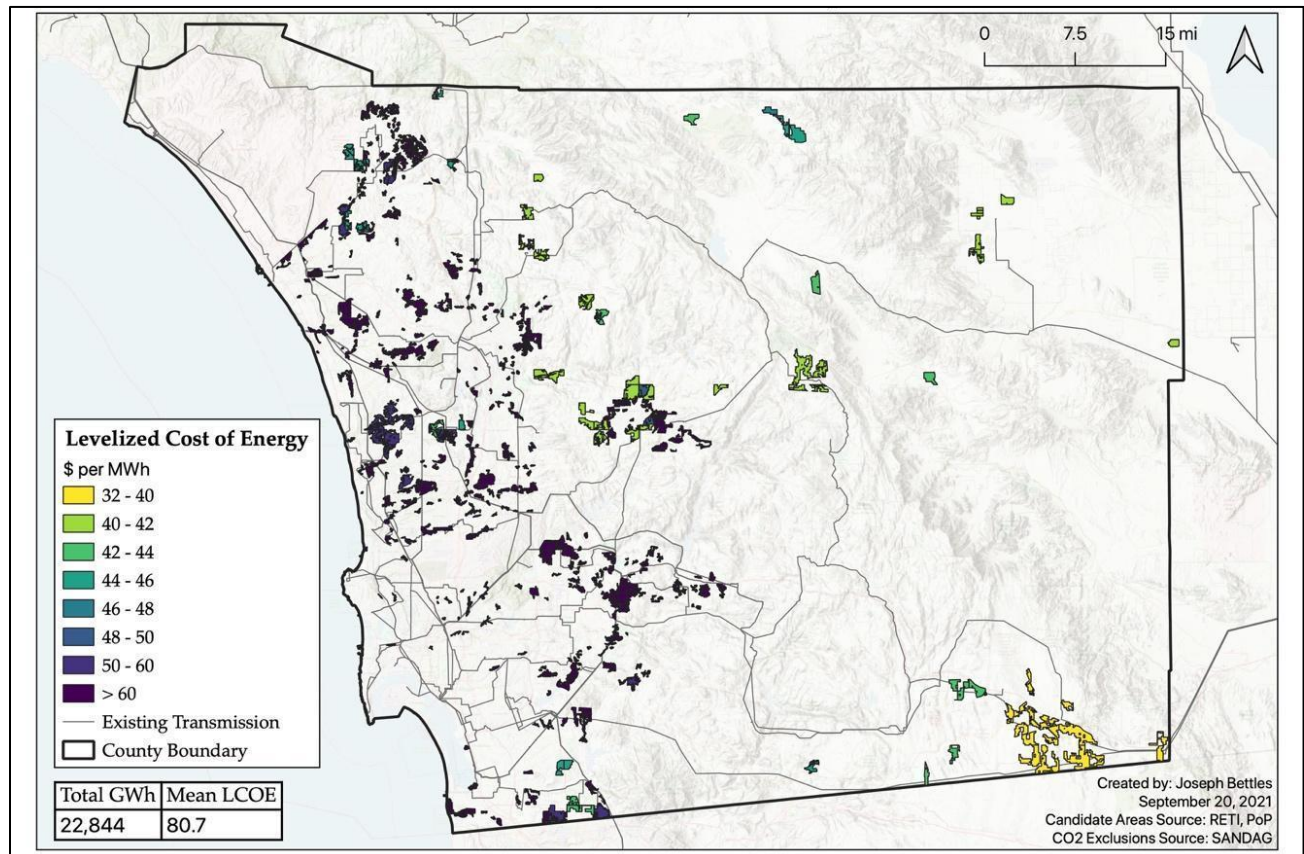 0 7.5 15 mi
Levelized Cost of Energy
$ per MWh
32 - 40
40 - 42
42 - 44
44 - 46
46 - 48
48 - 50
50 - 60
> 60
Existing Transmission
County Boundary
Total GWh Mean LCOE
22,844 80.7
Created by: Joseph Bettles
September 20, 2021
Candidate Areas Source: RETI, PoP
CO2 Exclusions Source: SANDAG